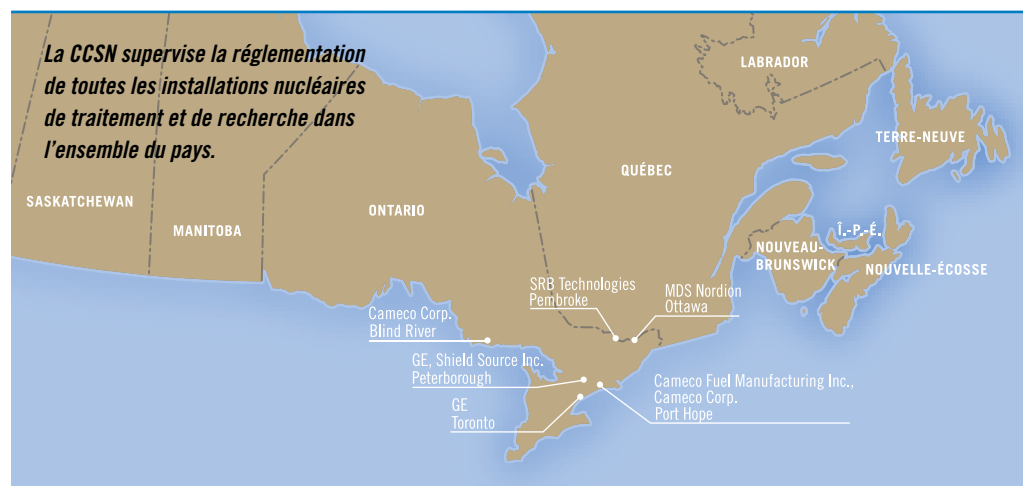 La CCSN supervise la réglementation
de toutes les installations nucléaires
de traitement et de recherche dans
l'ensemble du pays.
LABRADOR
TERRE-NEUVE
QUÉBEC
SASKATCHEWAN
ONTARIO
MANITOBA
Î.-P.-É.
NOUVEAU-
BRUNSWICK
NOUVELLE-ÉCOSSE
SRB Technologies
Pembroke
MDS Nordion
Ottawa
Cameco Corp.
Blind River
GE, Shield Source Inc.
Peterborough
Cameco Fuel Manufacturing Inc.,
Cameco Corp.
Port Hope
GE
Toronto